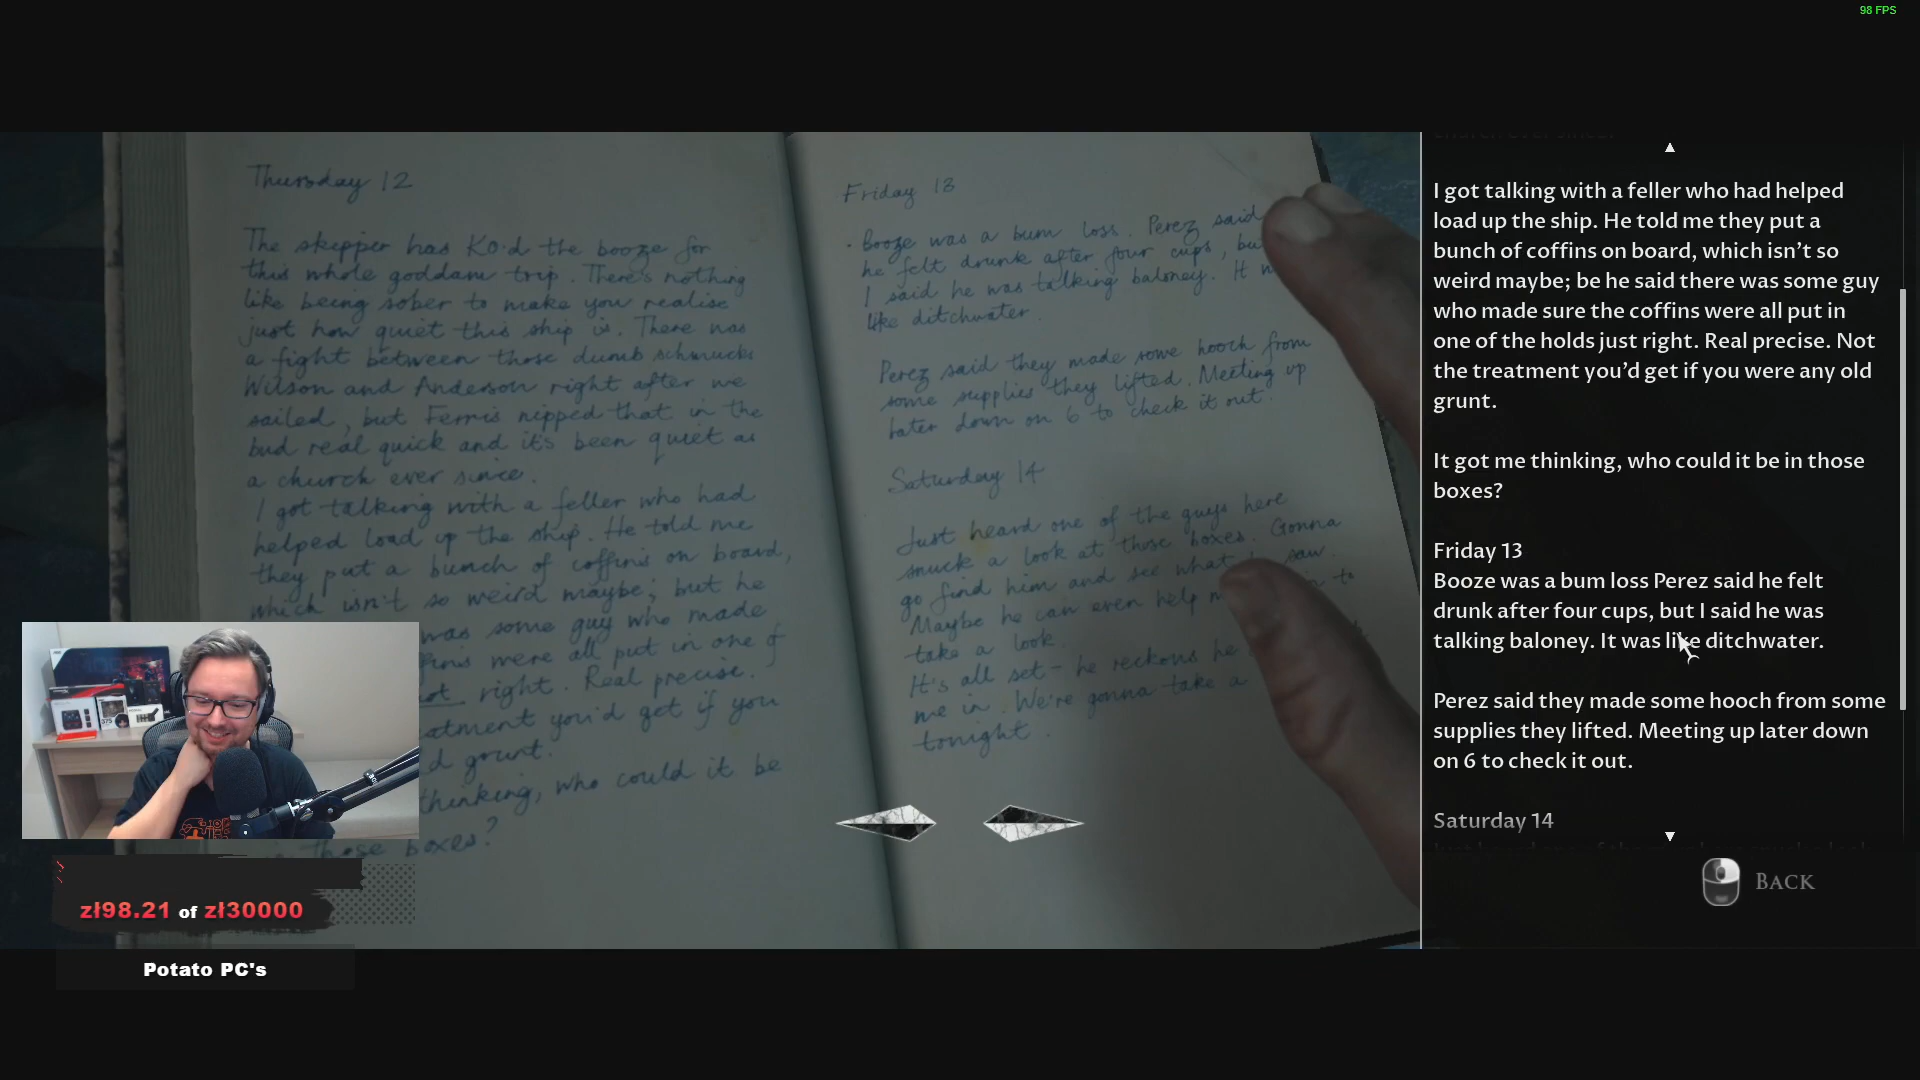 98 FPS
Thursday 12
The skipper has KO'd the booze for
this whole goddam trip. There's nothing
like being sober to make you realise
just how quiet this ship is. There was
a fight between those dumb schmucks
Wilson and Anderson right after we
sailed, but Ferris nipped that in the
bud real quick and it's been quiet as
a church ever since.
I got talking with a feller who had
helped load up the ship. He told me
they put a bunch of coffins on board,
which isn't so weird maybe; but he
was some guy who made
were all put in one of
right. Real precise.
you'd get if you
grunt.
thinking, who could it be
those boxes?
Friday 13
Booze was a bum loss. Perez said
he felt drunk after four cups, bu
I said he was talking baloney. It
like ditchwater.
Perez said they made some hooch from
some supplies they lifted. Meeting up
later down on 6 to check it out.
Saturday 14
Just heard one of the guys here
snuck a look at those boxes. Gonna
go find him and see what he saw.
Maybe he can even help to
take a look.
It's all set - he reckons he
me in. We're gonna take a
tonight.
church ever since.
I got talking with a feller who had helped
load up the ship. He told me they put a
bunch of coffins on board, which isn't so
weird maybe; be he said there was some guy
who made sure the coffins were all put in
one of the holds just right. Real precise. Not
the treatment you'd get if you were any old
grunt.
It got me thinking, who could it be in those
boxes?
Friday 13
Booze was a bum loss Perez said he felt
drunk after four cups, but I said he was
talking baloney. It was like ditchwater.
Perez said they made some hooch from some
supplies they lifted. Meeting up later down
on 6 to check it out.
Saturday 14
BACK
zł98.21 of zł30000
Potato PC's